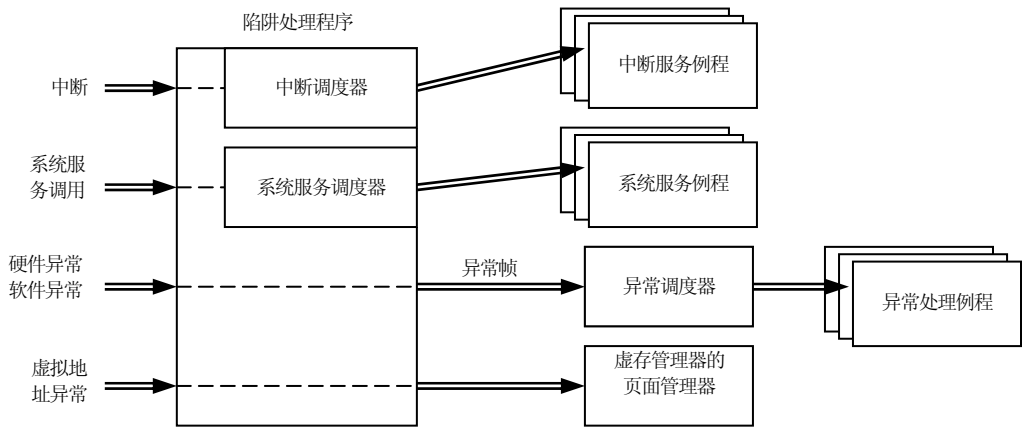 陷阱处理程序
中断
中断调度器
中断服务例程
系统服
务调用
系统服务调度器
系统服务例程
硬件异常
软件异常
异常帧
异常调度器
异常处理例程
虚拟地
址异常
虚存管理器的
页面管理器